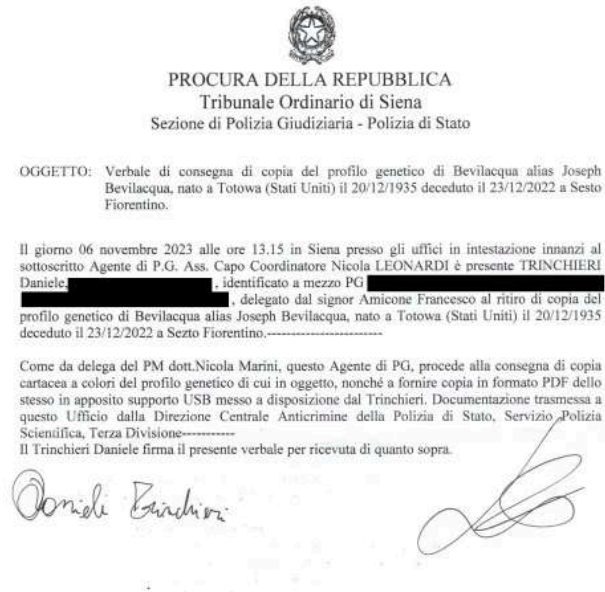 PROCURA DELLA REPUBBLICA
Tribunale Ordinario di Siena
Sezione di Polizia Giudiziaria - Polizia di Stato
OGGETTO: Verbale di consegna di copia del profilo genetico di Bevilacqua alias Joseph
Bevilacqua, nato a Totowa (Stati Uniti) il 20/12/1935 deceduto il 23/12/2022 a Sesto
Fiorentino.
Il giorno 06 novembre 2023 alle ore 13.15 in Siena presso gli uffici in intestazione innanzi al
sottoscritto Agente di P.G. Ass. Capo Coordinatore Nicola LEONARDI è presente TRINCHIERI
Daniele, , identificato a mezzo PG
, delegato dal signor Amicone Francesco al ritiro di copia del
profilo genetico di Bevilacqua alias Joseph Bevilacqua, nato a Totowa (Stati Uniti) il 20/12/1935
deceduto il 23/12/2022 a Sezto Fiorentino.------------------------
Come da delega del PM dott.Nicola Marini, questo Agente di PG, procede alla consegna di copia
cartacea a colori del profilo genetico di cui in oggetto, nonché a fornire copia in formato PDF dello
stesso in apposito supporto USB messo a disposizione dal Trinchieri. Documentazione trasmessa a
questo Ufficio dalla Direzione Centrale Anticrimine della Polizia di Stato, Servizio Polizia
Scientifica, Terza Divisione-----------
Il Trinchieri Daniele firma il presente verbale per ricevuta di quanto sopra.
Daniele Trinchieri